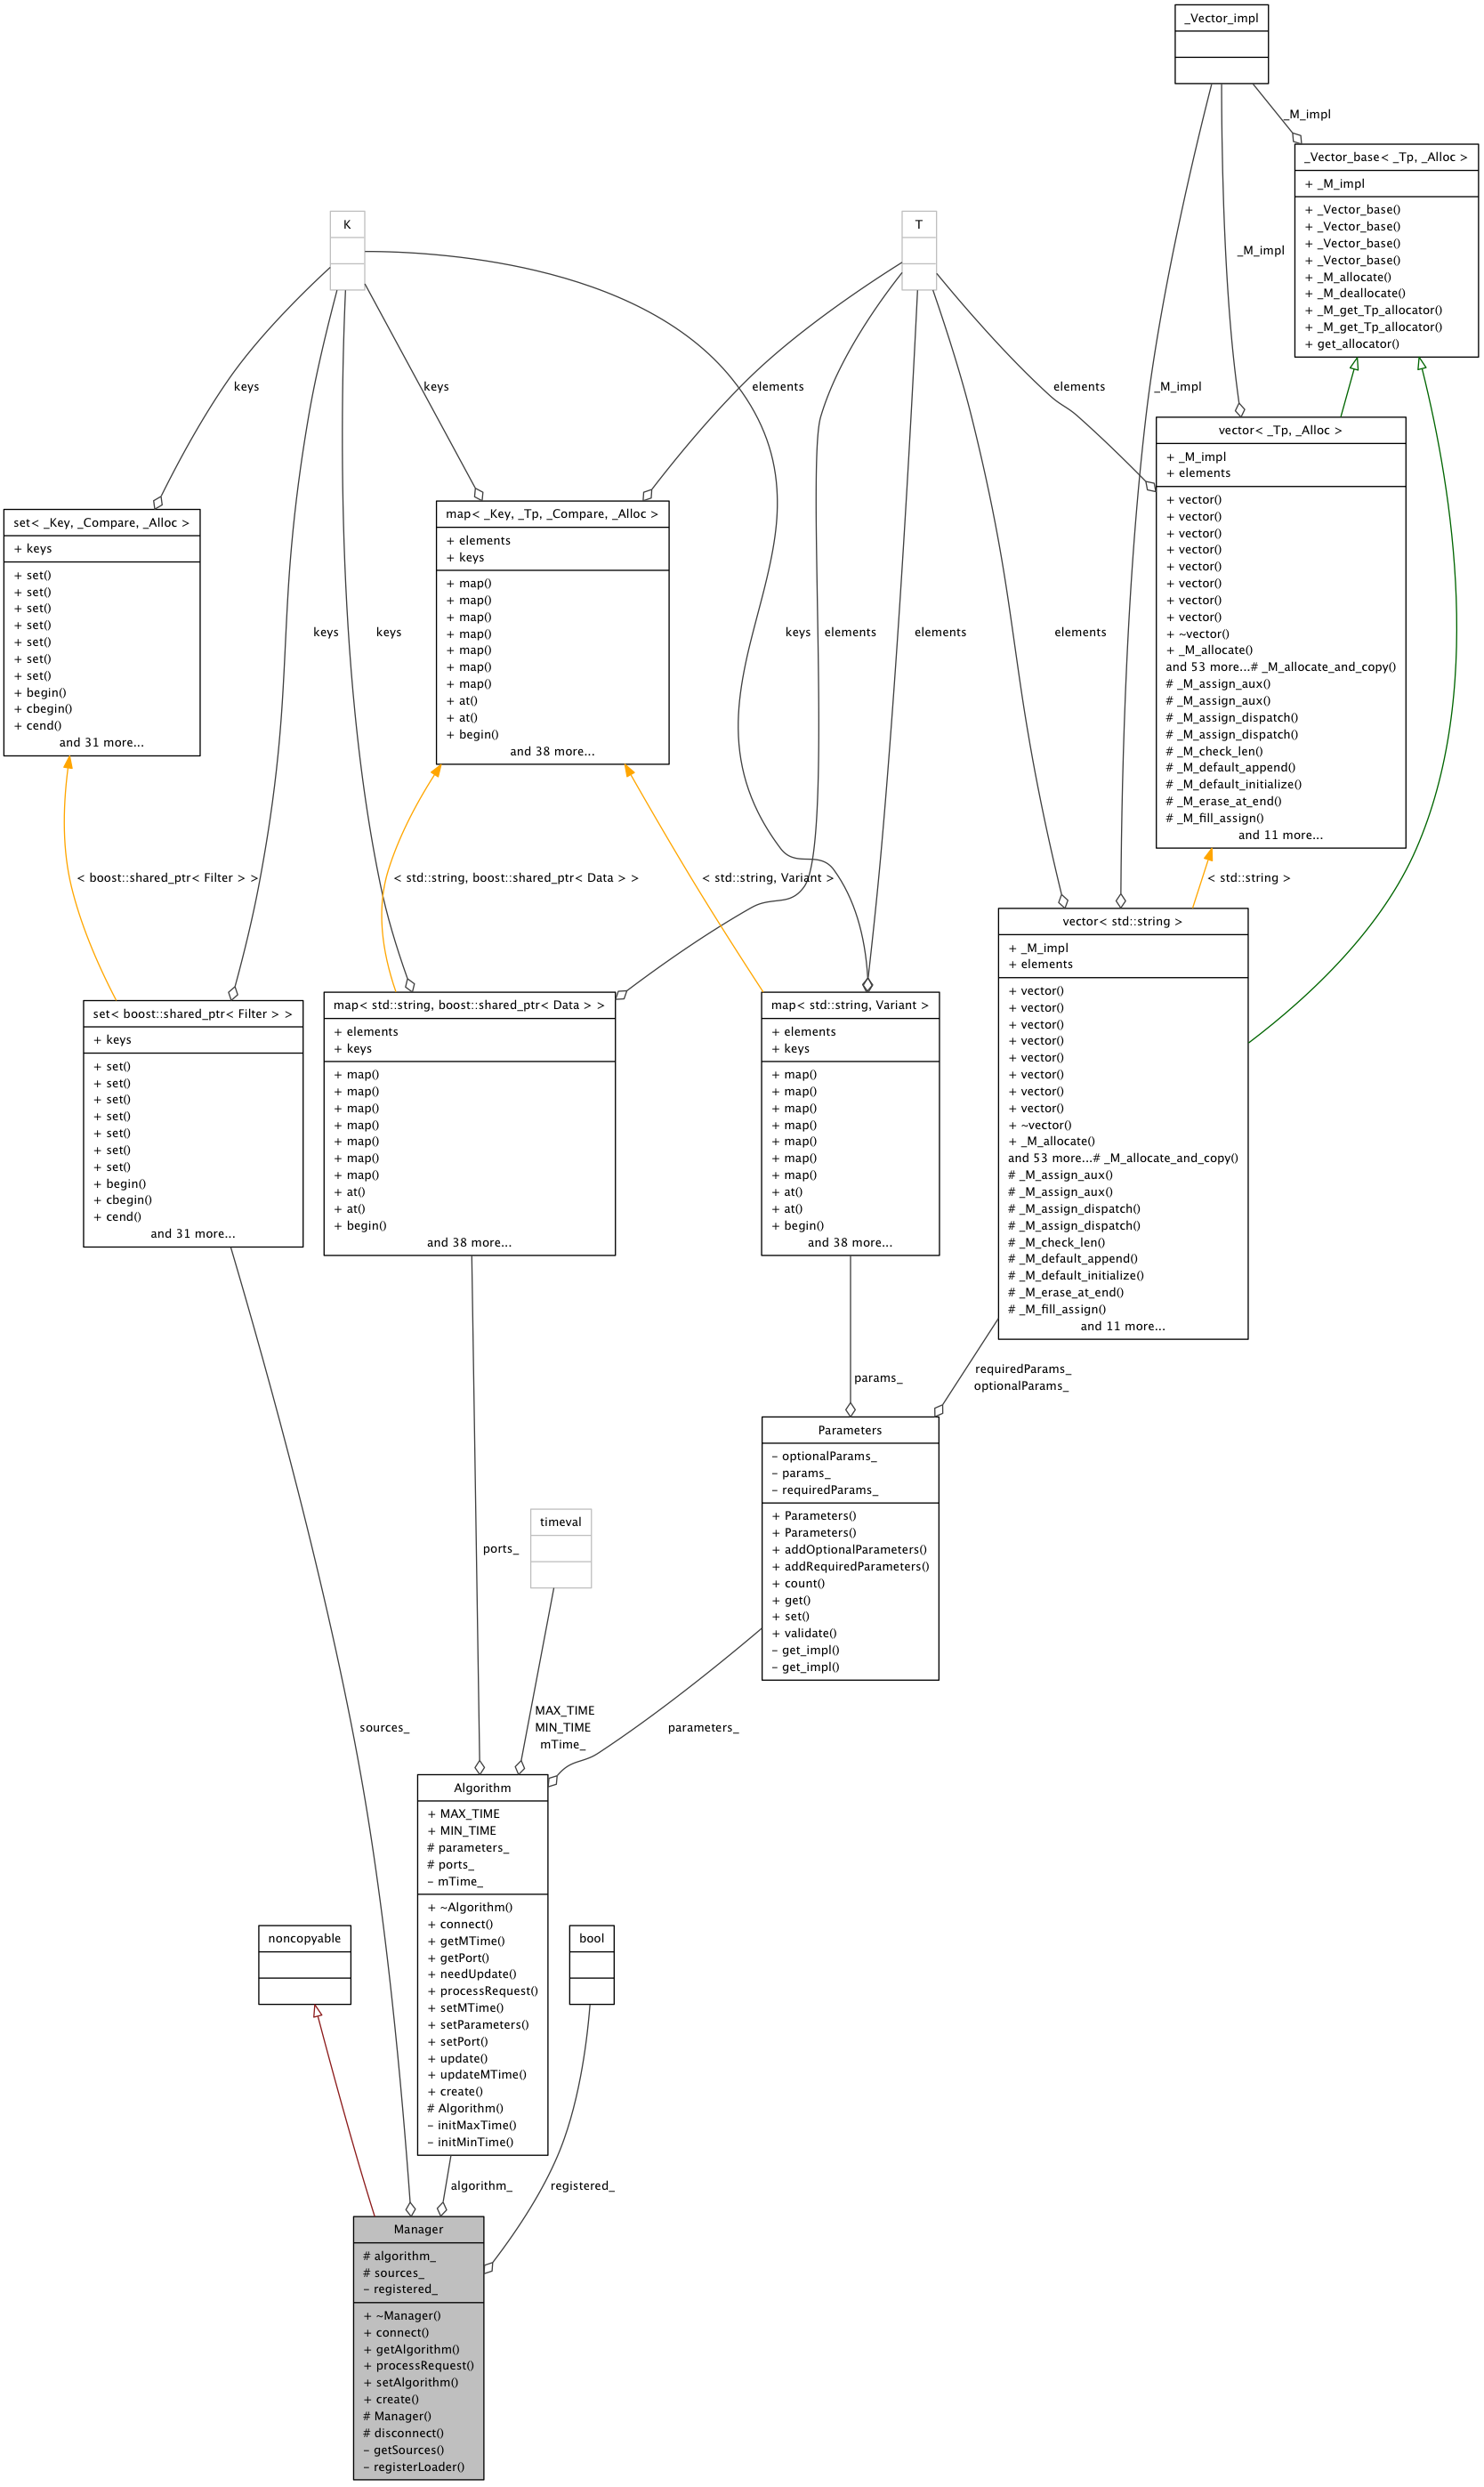 _Vector_impl
_M_impl
_Vector_base< _Tp, _Alloc >
+ _M_impl
+ _Vector_base()
+ _Vector_base()
+ _Vector_base()
+ _Vector_base()
+ _M_allocate()
+ _M_deallocate()
+ _M_get_Tp_allocator()
+ _M_get_Tp_allocator()
+ get_allocator()
K
T
_M_impl
keys
keys
elements
elements
_M_impl
vector< _Tp, _Alloc >
+ _M_impl
+ elements
+ vector()
+ vector()
+ vector()
+ vector()
+ vector()
+ vector()
+ vector()
+ vector()
+ ~vector()
+ _M_allocate()
and 53 more...# _M_allocate_and_copy()
# _M_assign_aux()
# _M_assign_aux()
# _M_assign_dispatch()
# _M_assign_dispatch()
# _M_check_len()
# _M_default_append()
# _M_default_initialize()
# _M_erase_at_end()
# _M_fill_assign()
and 11 more...
set< _Key, _Compare, _Alloc >
+ keys
+ set()
+ set()
+ set()
+ set()
+ set()
+ set()
+ set()
+ begin()
+ cbegin()
+ cend()
and 31 more...
map< _Key, _Tp, _Compare, _Alloc >
+ elements
+ keys
+ map()
+ map()
+ map()
+ map()
+ map()
+ map()
+ map()
+ at()
+ at()
+ begin()
and 38 more...
keys
keys
keys
elements
elements
elements
< boost::shared_ptr< Filter > >
< std::string, boost::shared_ptr< Data > >
< std::string, Variant >
< std::string >
vector< std::string >
+ _M_impl
+ elements
+ vector()
+ vector()
+ vector()
+ vector()
+ vector()
+ vector()
+ vector()
+ vector()
+ ~vector()
+ _M_allocate()
and 53 more...# _M_allocate_and_copy()
# _M_assign_aux()
# _M_assign_aux()
# _M_assign_dispatch()
# _M_assign_dispatch()
# _M_check_len()
# _M_default_append()
# _M_default_initialize()
# _M_erase_at_end()
# _M_fill_assign()
and 11 more...
set< boost::shared_ptr< Filter > >
+ keys
+ set()
+ set()
+ set()
+ set()
+ set()
+ set()
+ set()
+ begin()
+ cbegin()
+ cend()
and 31 more...
map< std::string, boost::shared_ptr< Data > >
+ elements
+ keys
+ map()
+ map()
+ map()
+ map()
+ map()
+ map()
+ map()
+ at()
+ at()
+ begin()
and 38 more...
map< std::string, Variant >
+ elements
+ keys
+ map()
+ map()
+ map()
+ map()
+ map()
+ map()
+ map()
+ at()
+ at()
+ begin()
and 38 more...
params_
requiredParams_
optionalParams_
Parameters
- optionalParams_
- params_
- requiredParams_
+ Parameters()
+ Parameters()
+ addOptionalParameters()
+ addRequiredParameters()
+ count()
+ get()
+ set()
+ validate()
- get_impl()
- get_impl()
timeval
ports_
sources_
MAX_TIME
MIN_TIME
mTime_
parameters_
Algorithm
+ MAX_TIME
+ MIN_TIME
# parameters_
# ports_
- mTime_
+ ~Algorithm()
+ connect()
+ getMTime()
+ getPort()
+ needUpdate()
+ processRequest()
+ setMTime()
+ setParameters()
+ setPort()
+ update()
+ updateMTime()
+ create()
# Algorithm()
- initMaxTime()
- initMinTime()
noncopyable
bool
algorithm_
registered_
Manager
# algorithm_
# sources_
- registered_
+ ~Manager()
+ connect()
+ getAlgorithm()
+ processRequest()
+ setAlgorithm()
+ create()
# Manager()
# disconnect()
- getSources()
- registerLoader()